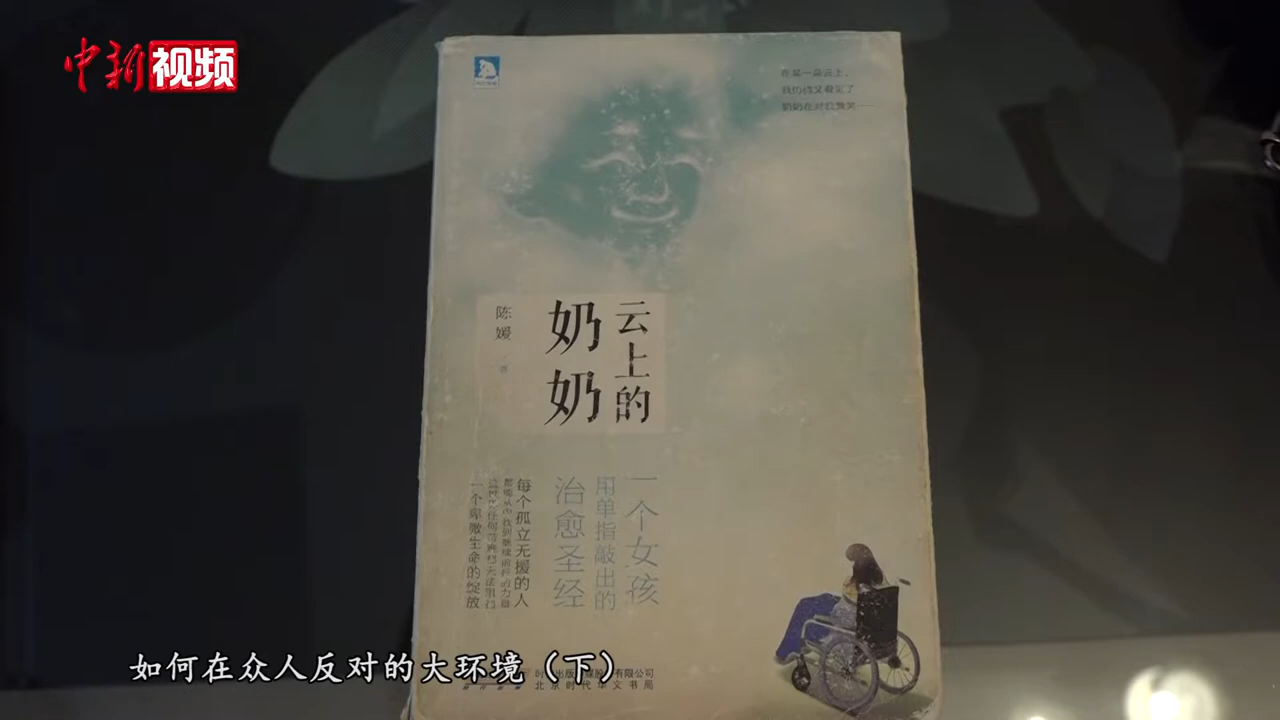 中新视频
在某一朵云上，
我仿佛又看见了
奶奶在对我微笑……
云上的
奶奶
陈媛 著
一个女孩
用单指敲出的
治愈圣经
每个孤立无援的人
一个卑微生命的绽放
如何在众人反对的大环境（下）
有限公司
北京时代华文书局